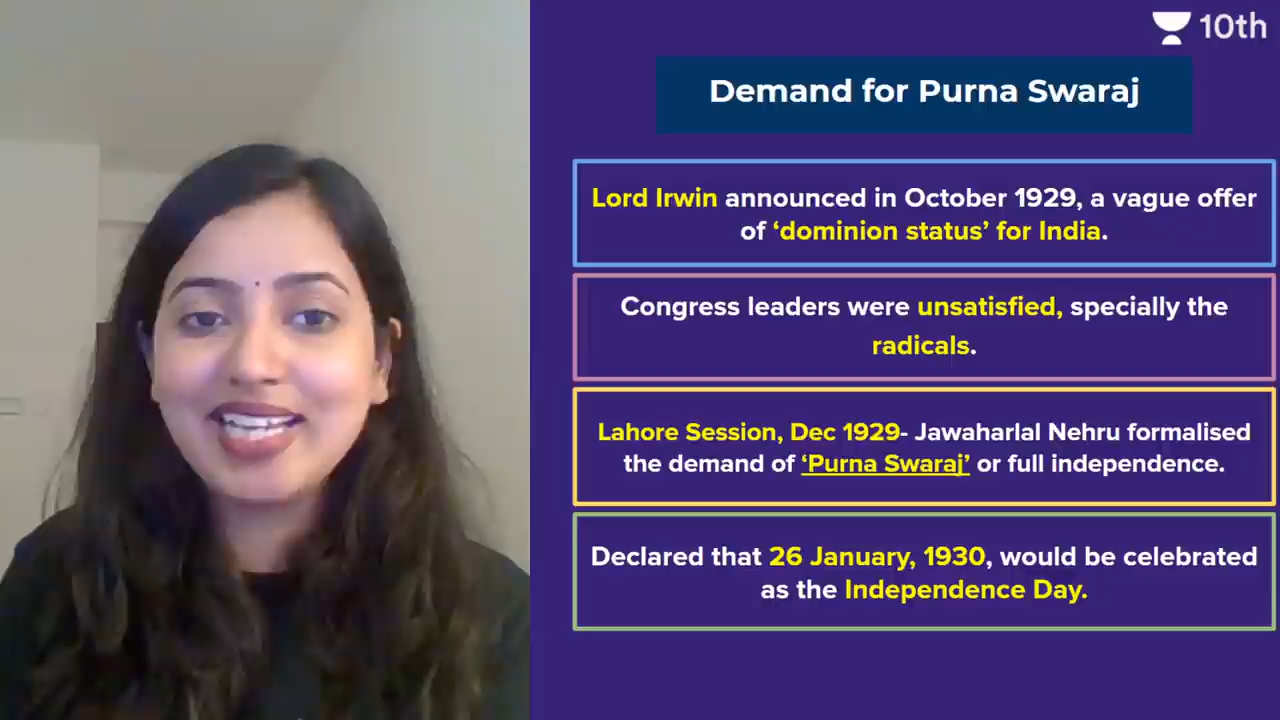 10th
Demand for Purna Swaraj
Lord Irwin announced in October 1929, a vague offer
of ‘dominion status’ for India.
Congress leaders were unsatisfied, specially the
radicals.
Lahore Session, Dec 1929- Jawaharlal Nehru formalised
the demand of ‘Purna Swaraj’ or full independence.
Declared that 26 January, 1930, would be celebrated
as the Independence Day.